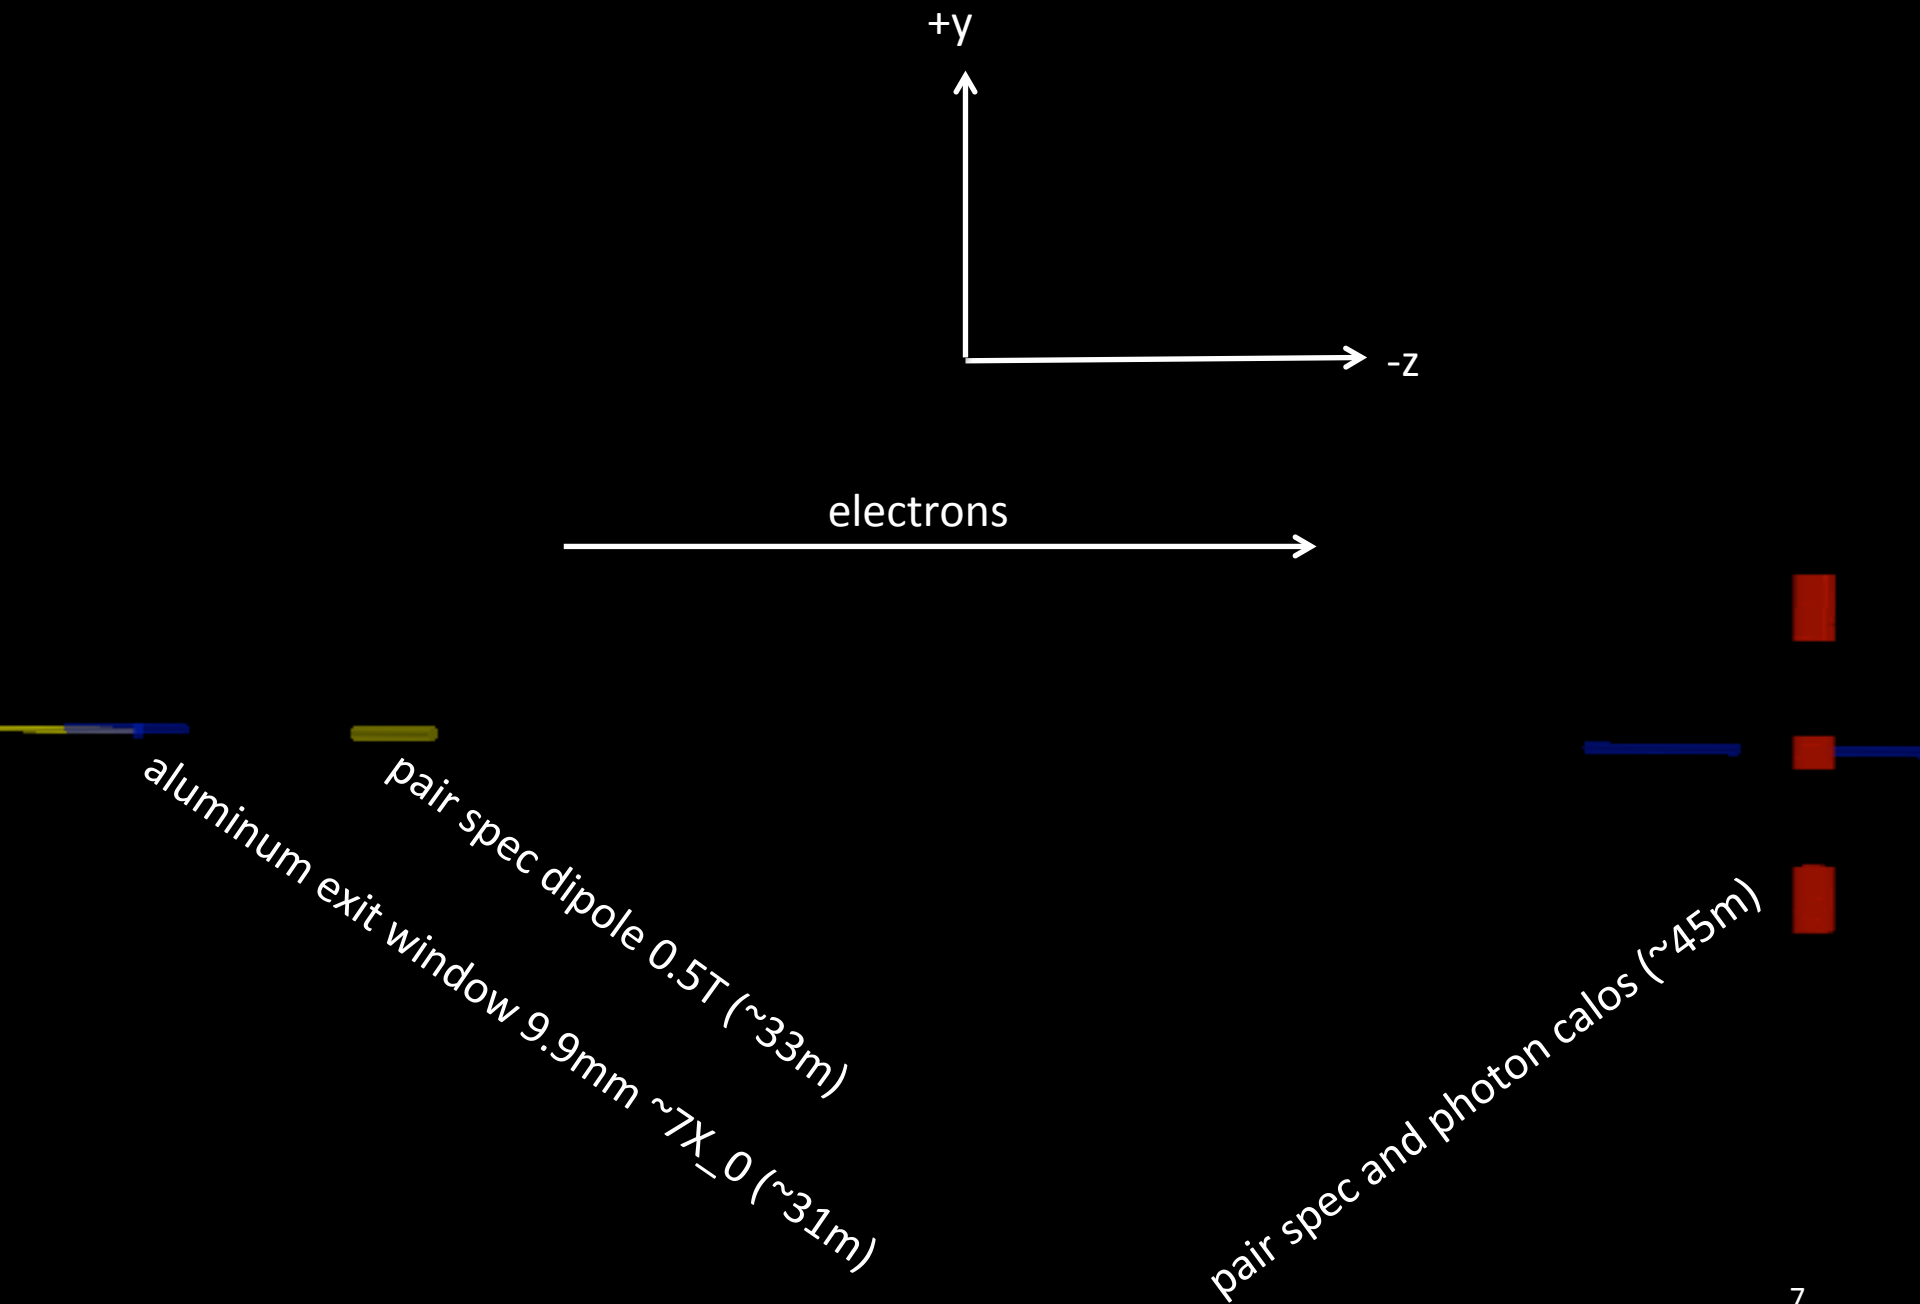 +y
-z
electrons
aluminum exit window 9.9mm ~7X_0 (~31m)
pair spec dipole 0.5T (~33m)
pair spec and photon calos (~45m)
7